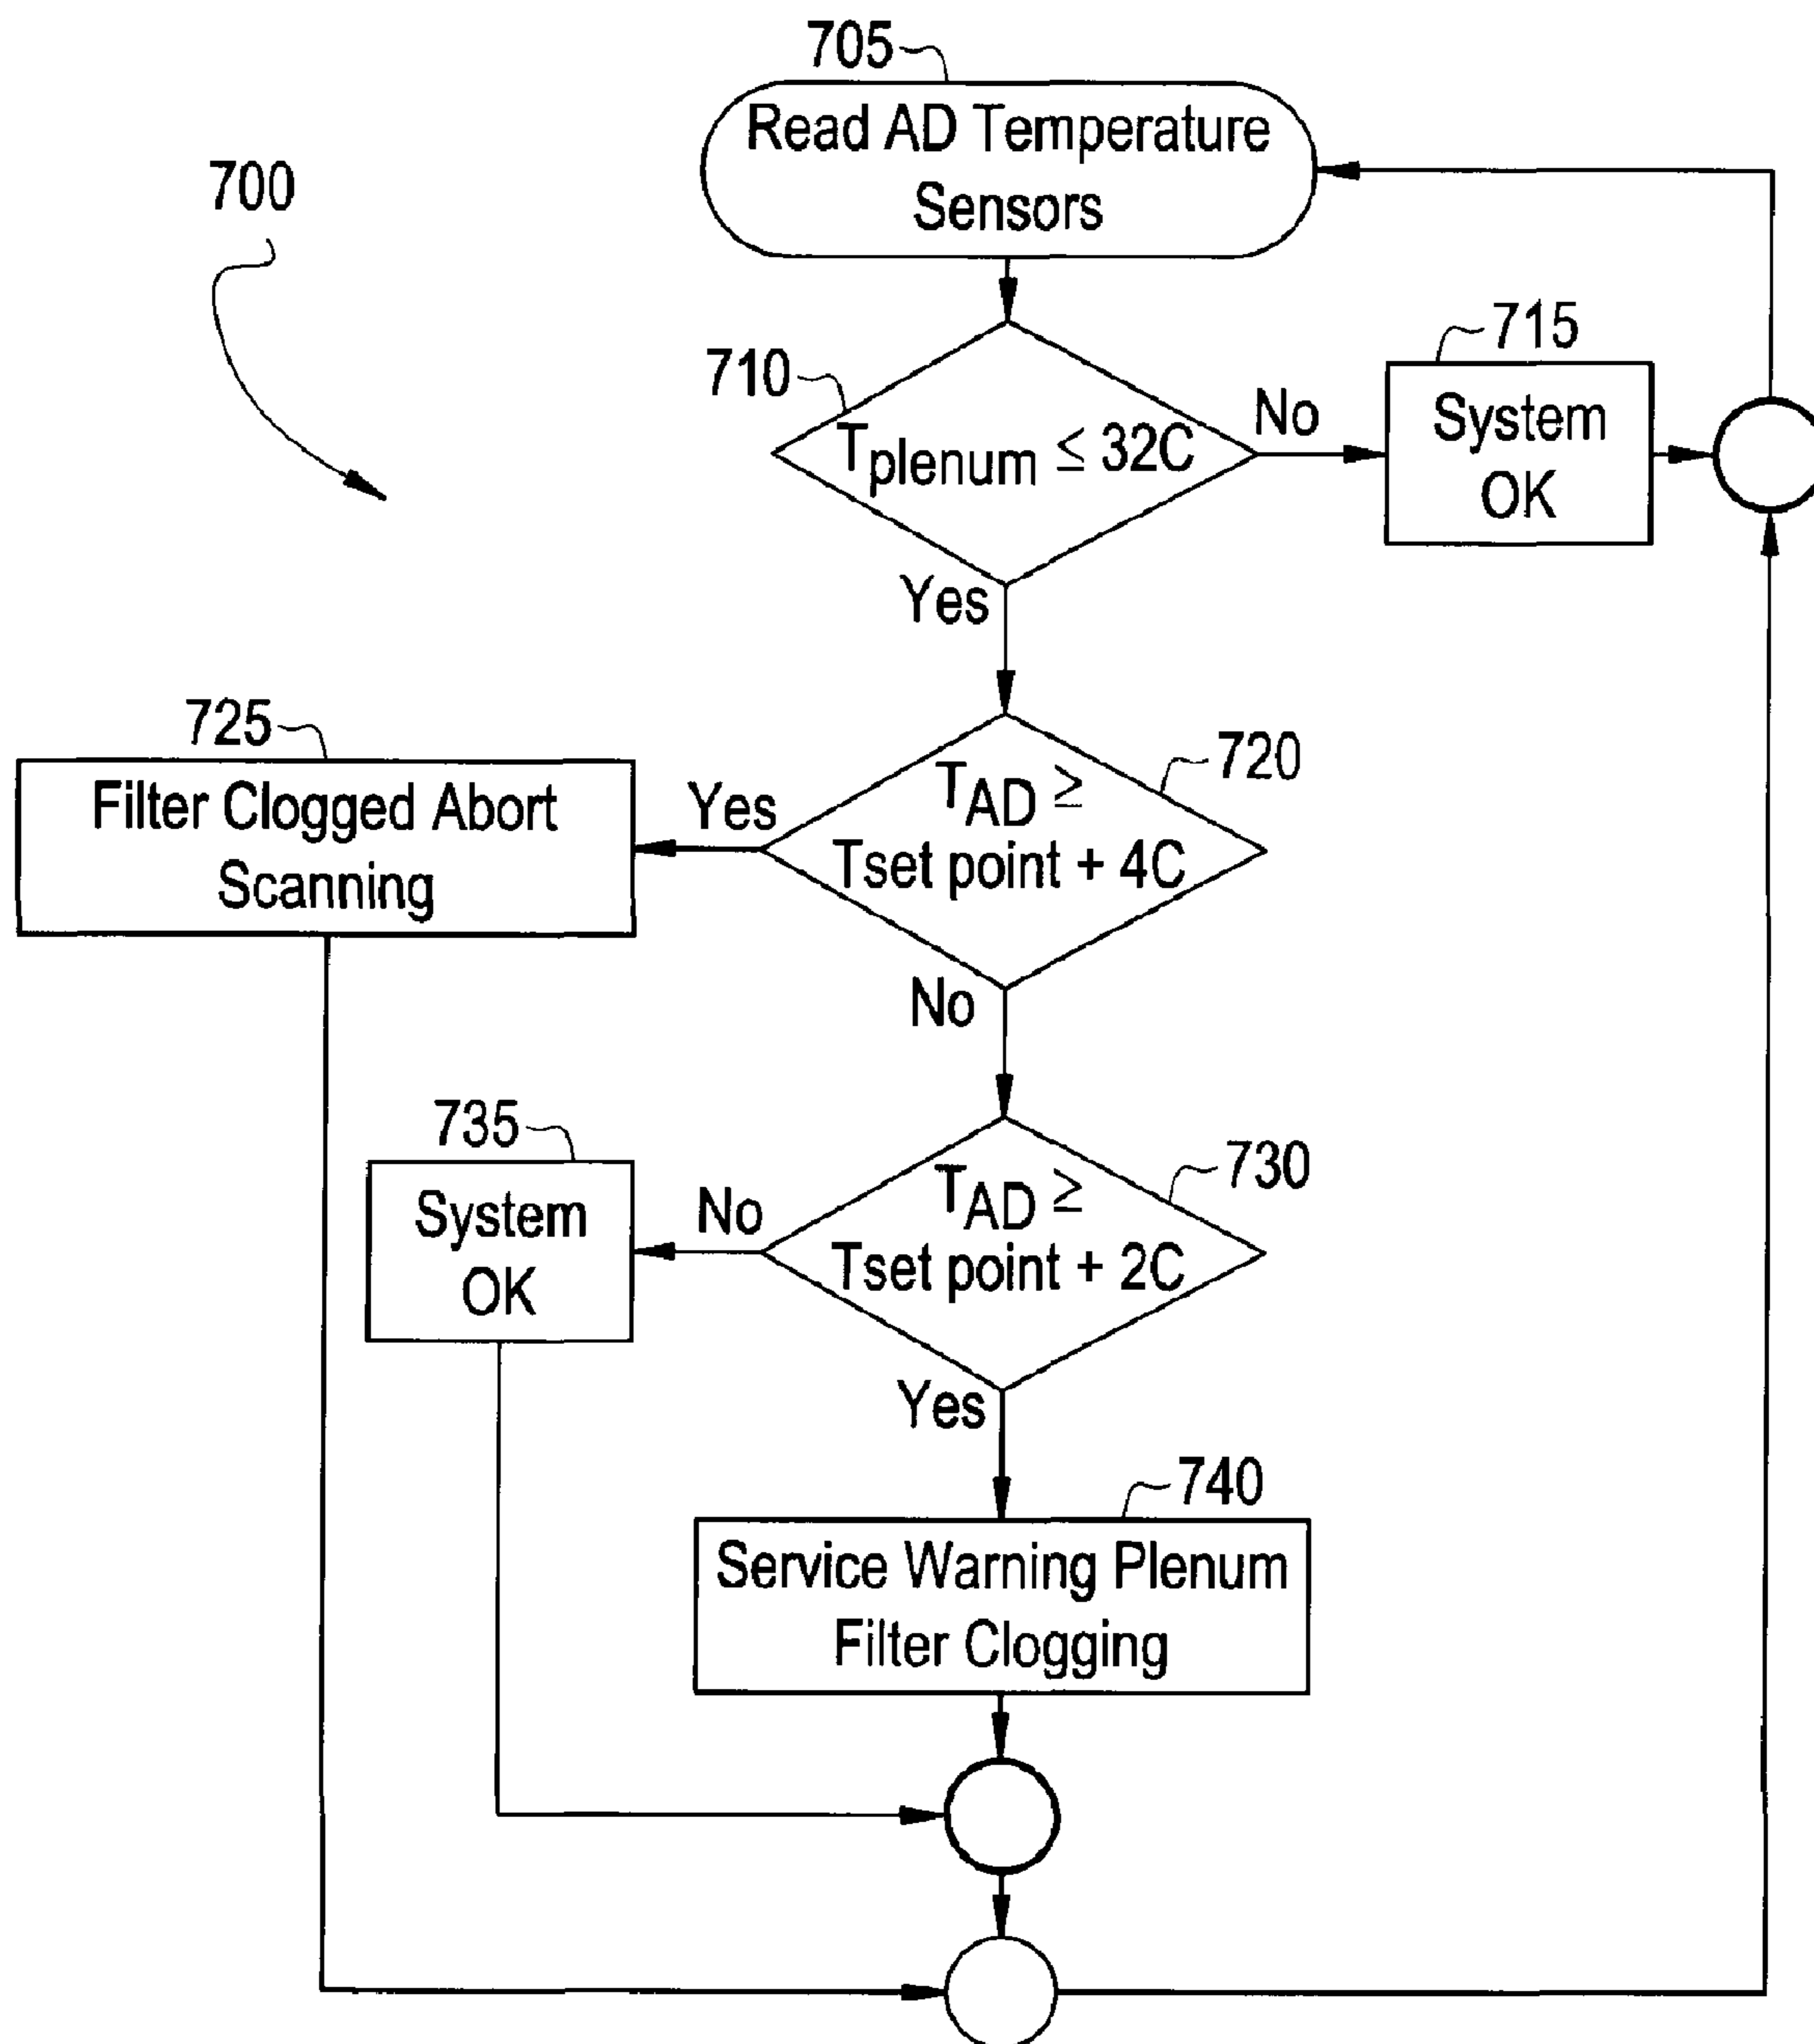 705
Read AD Temperature
Sensors
700
710
Tplenum ≤ 32C
No
715
System
OK
Yes
725
Filter Clogged Abort
Scanning
Yes
720
TAD ≥
Tset point + 4C
No
735
System
OK
No
730
TAD ≥
Tset point + 2C
Yes
740
Service Warning Plenum
Filter Clogging